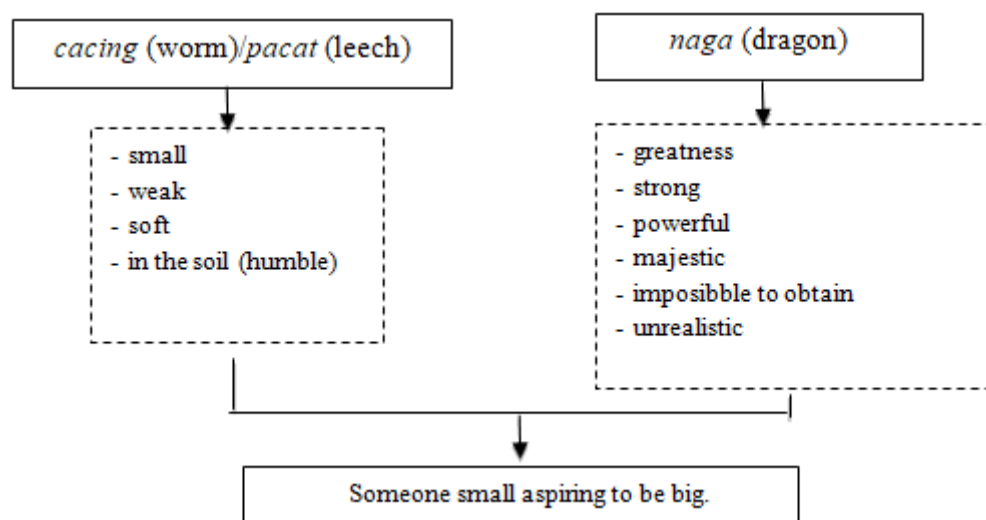 cacing (worm)/pacat (leech)
- small
- weak
- soft
- in the soil (humble)
naga (dragon)
- greatness
- strong
- powerful
- majestic
- imposibble to obtain
- unrealistic
Someone small aspiring to be big.